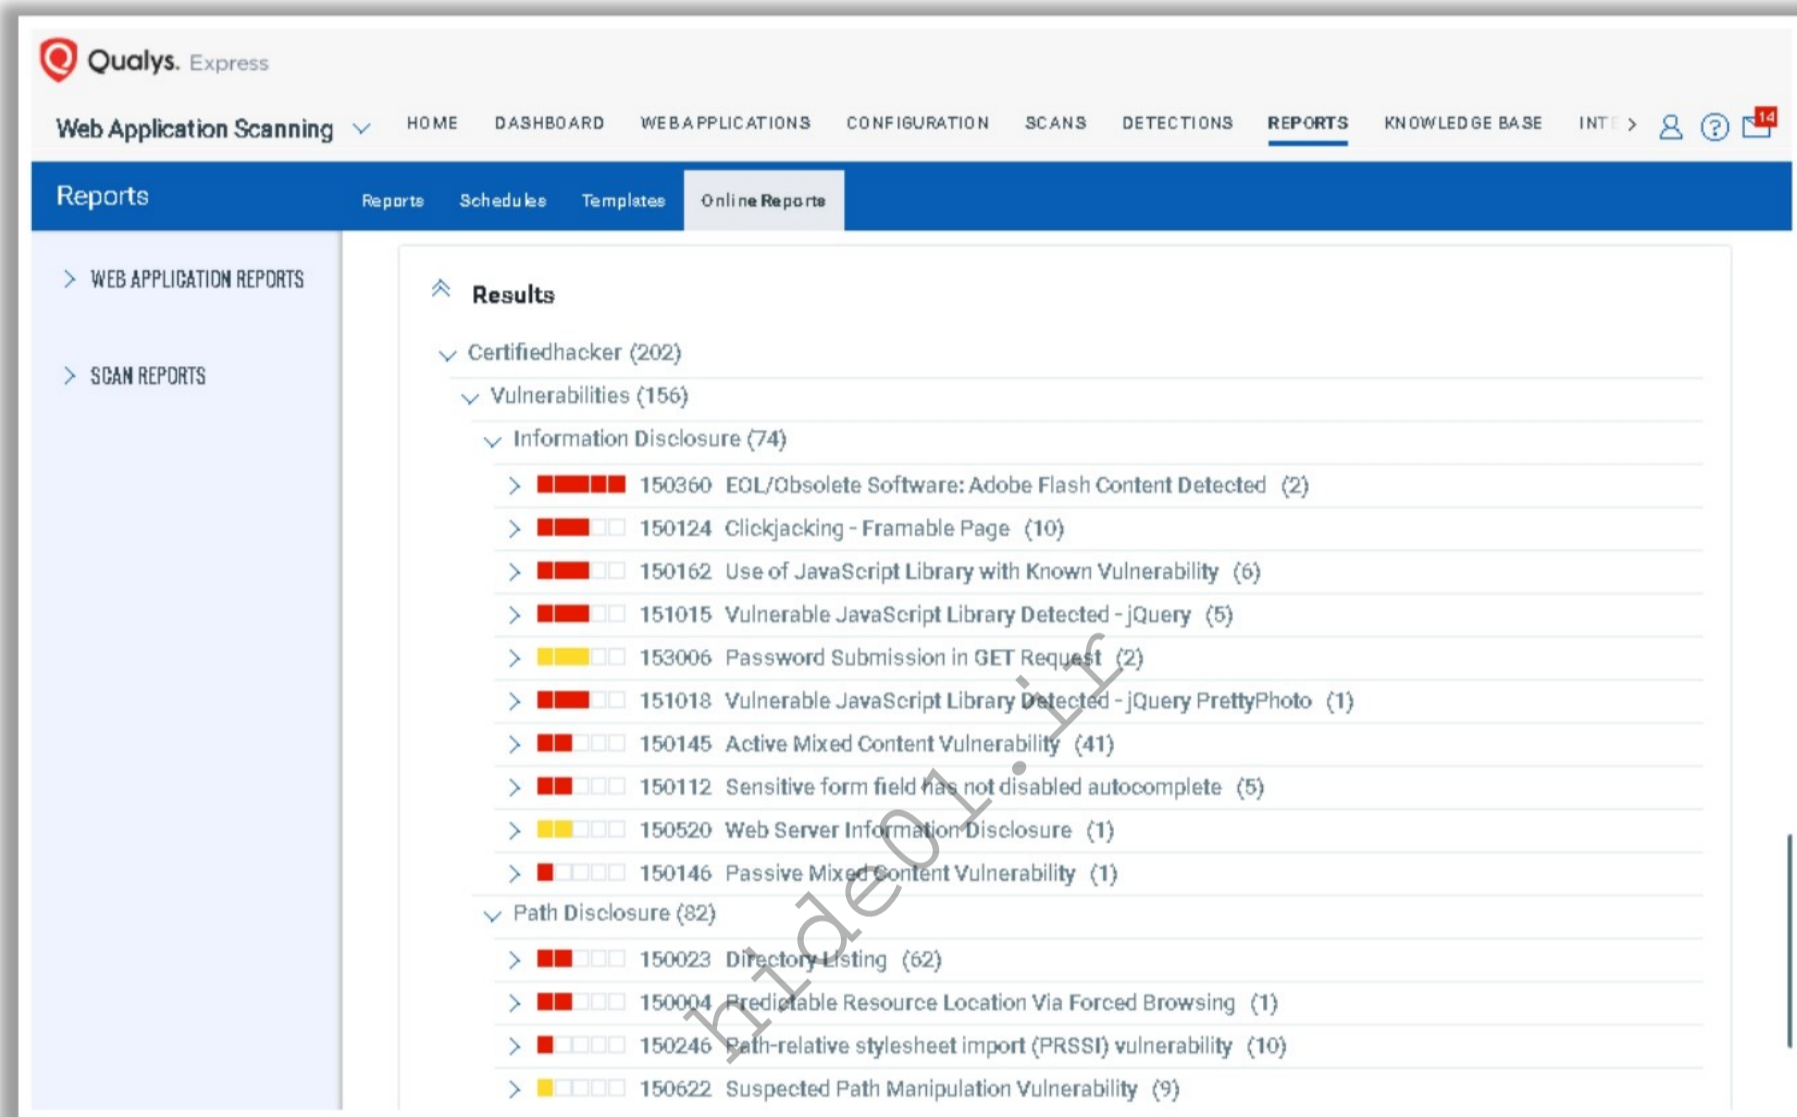 Qualys. Express
Web Application Scanning HOME DASHBOARD WEB APPLICATIONS CONFIGURATION SCANS DETECTIONS REPORTS KNOWLEDGE BASE INTE 14
Reports Reports Schedules Templates Online Reports
WEB APPLICATION REPORTS
SCAN REPORTS
Results
Certifiedhacker (202)
Vulnerabilities (156)
Information Disclosure (74)
150360 EOL/Obsolete Software: Adobe Flash Content Detected (2)
150124 Clickjacking - Framable Page (10)
150162 Use of JavaScript Library with Known Vulnerability (6)
151015 Vulnerable JavaScript Library Detected - jQuery (5)
153006 Password Submission in GET Request (2)
151018 Vulnerable JavaScript Library Detected - jQuery PrettyPhoto (1)
150145 Active Mixed Content Vulnerability (41)
150112 Sensitive form field has not disabled autocomplete (5)
150520 Web Server Information Disclosure (1)
150146 Passive Mixed Content Vulnerability (1)
Path Disclosure (82)
150023 Directory Listing (62)
150004 Predictable Resource Location Via Forced Browsing (1)
150246 Path-relative stylesheet import (PRSSI) vulnerability (10)
150622 Suspected Path Manipulation Vulnerability (9)
hide01.ir